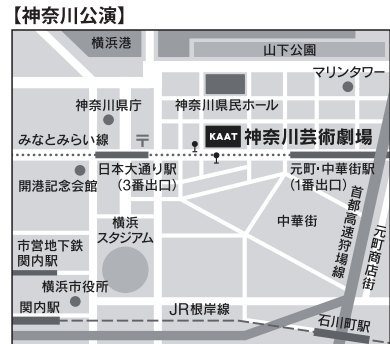 【神奈川公演】
横浜港
山下公園
マリンタワー
神奈川県庁
神奈川県民ホール
みなとみらい線
〒
KAAT 神奈川芸術劇場
開港記念会館
日本大通り駅
（3番出口）
元町・中華街駅
（1番出口）
横浜
スタジアム
中華街
首都高速狩場線
元町商店街
市営地下鉄
関内駅
横浜市役所
関内駅
JR根岸線
石川町駅